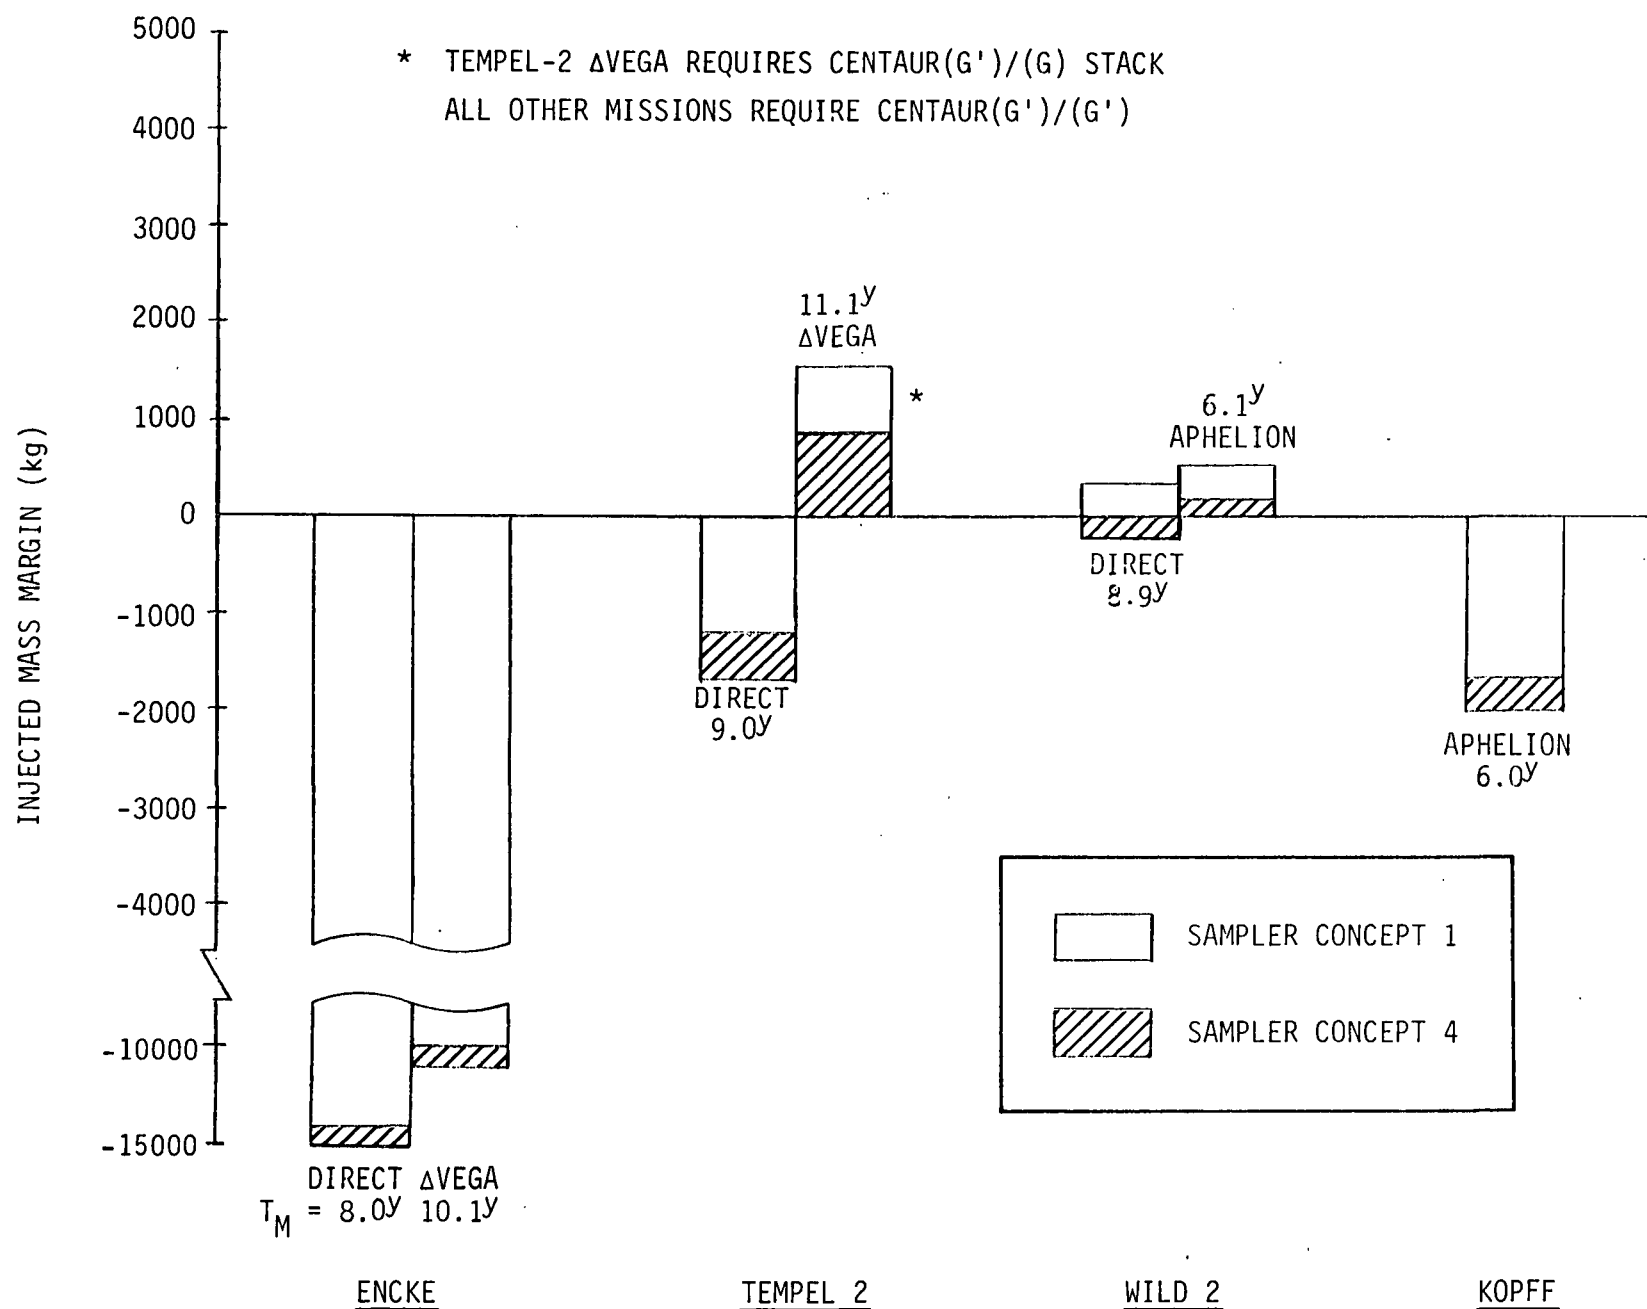 5000
* TEMPEL-2 ΔVEGA REQUIRES CENTAUR(G')/(G) STACK
ALL OTHER MISSIONS REQUIRE CENTAUR(G')/(G')
4000
3000
2000
1000
0
-1000
-2000
-3000
-4000
-10000
-15000
INJECTED MASS MARGIN (kg)
11.1y
ΔVEGA
*
6.1y
APHELION
DIRECT
8.9y
DIRECT
9.0y
APHELION
6.0y
SAMPLER CONCEPT 1
SAMPLER CONCEPT 4
DIRECT ΔVEGA
TM = 8.0y 10.1y
ENCKE
TEMPEL 2
WILD 2
KOPFF